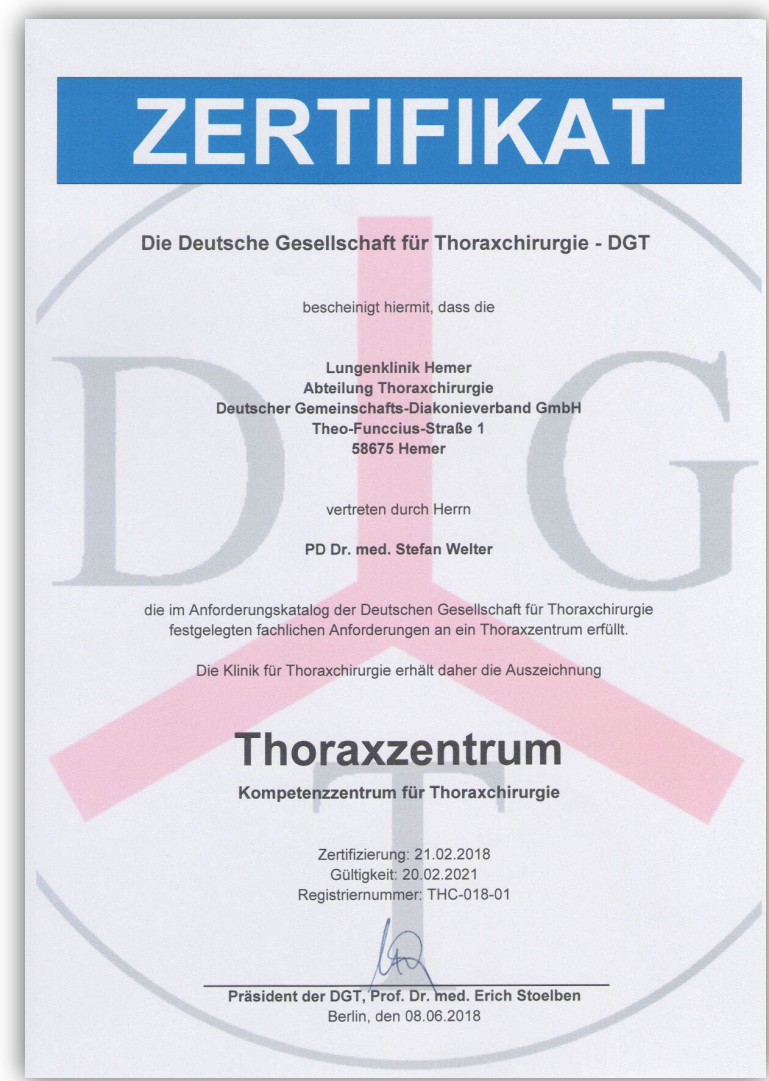 ZERTIFIKAT
Die Deutsche Gesellschaft für Thoraxchirurgie - DGT
bescheinigt hiermit, dass die
Lungenklinik Hemer
Abteilung Thoraxchirurgie
Deutscher Gemeinschafts-Diakonieverband GmbH
Theo-Funccius-Straße 1
58675 Hemer
vertreten durch Herrn
PD Dr. med. Stefan Welter
die im Anforderungskatalog der Deutschen Gesellschaft für Thoraxchirurgie
festgelegten fachlichen Anforderungen an ein Thoraxzentrum erfüllt.
Die Klinik für Thoraxchirurgie erhält daher die Auszeichnung
Thoraxzentrum
Kompetenzzentrum für Thoraxchirurgie
Zertifizierung: 21.02.2018
Gültigkeit: 20.02.2021
Registriernummer: THC-018-01
Präsident der DGT, Prof. Dr. med. Erich Stoelben
Berlin, den 08.06.2018
D G
T